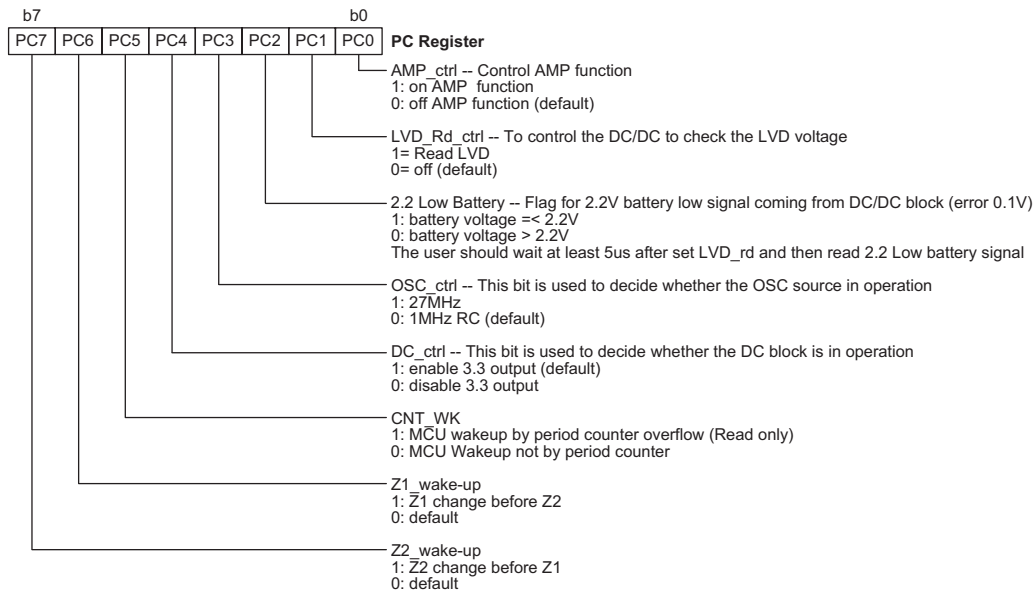 b7 b0
PC7 PC6 PC5 PC4 PC3 PC2 PC1 PC0 PC Register
AMP_ctrl -- Control AMP function
1: on AMP function
0: off AMP function (default)
LVD_Rd_ctrl -- To control the DC/DC to check the LVD voltage
1= Read LVD
0= off (default)
2.2 Low Battery -- Flag for 2.2V battery low signal coming from DC/DC block (error 0.1V)
1: battery voltage =< 2.2V
0: battery voltage > 2.2V
The user should wait at least 5us after set LVD_rd and then read 2.2 Low battery signal
OSC_ctrl -- This bit is used to decide whether the OSC source in operation
1: 27MHz
0: 1MHz RC (default)
DC_ctrl -- This bit is used to decide whether the DC block is in operation
1: enable 3.3 output (default)
0: disable 3.3 output
CNT_WK
1: MCU wakeup by period counter overflow (Read only)
0: MCU Wakeup not by period counter
Z1_wake-up
1: Z1 change before Z2
0: default
Z2_wake-up
1: Z2 change before Z1
0: default